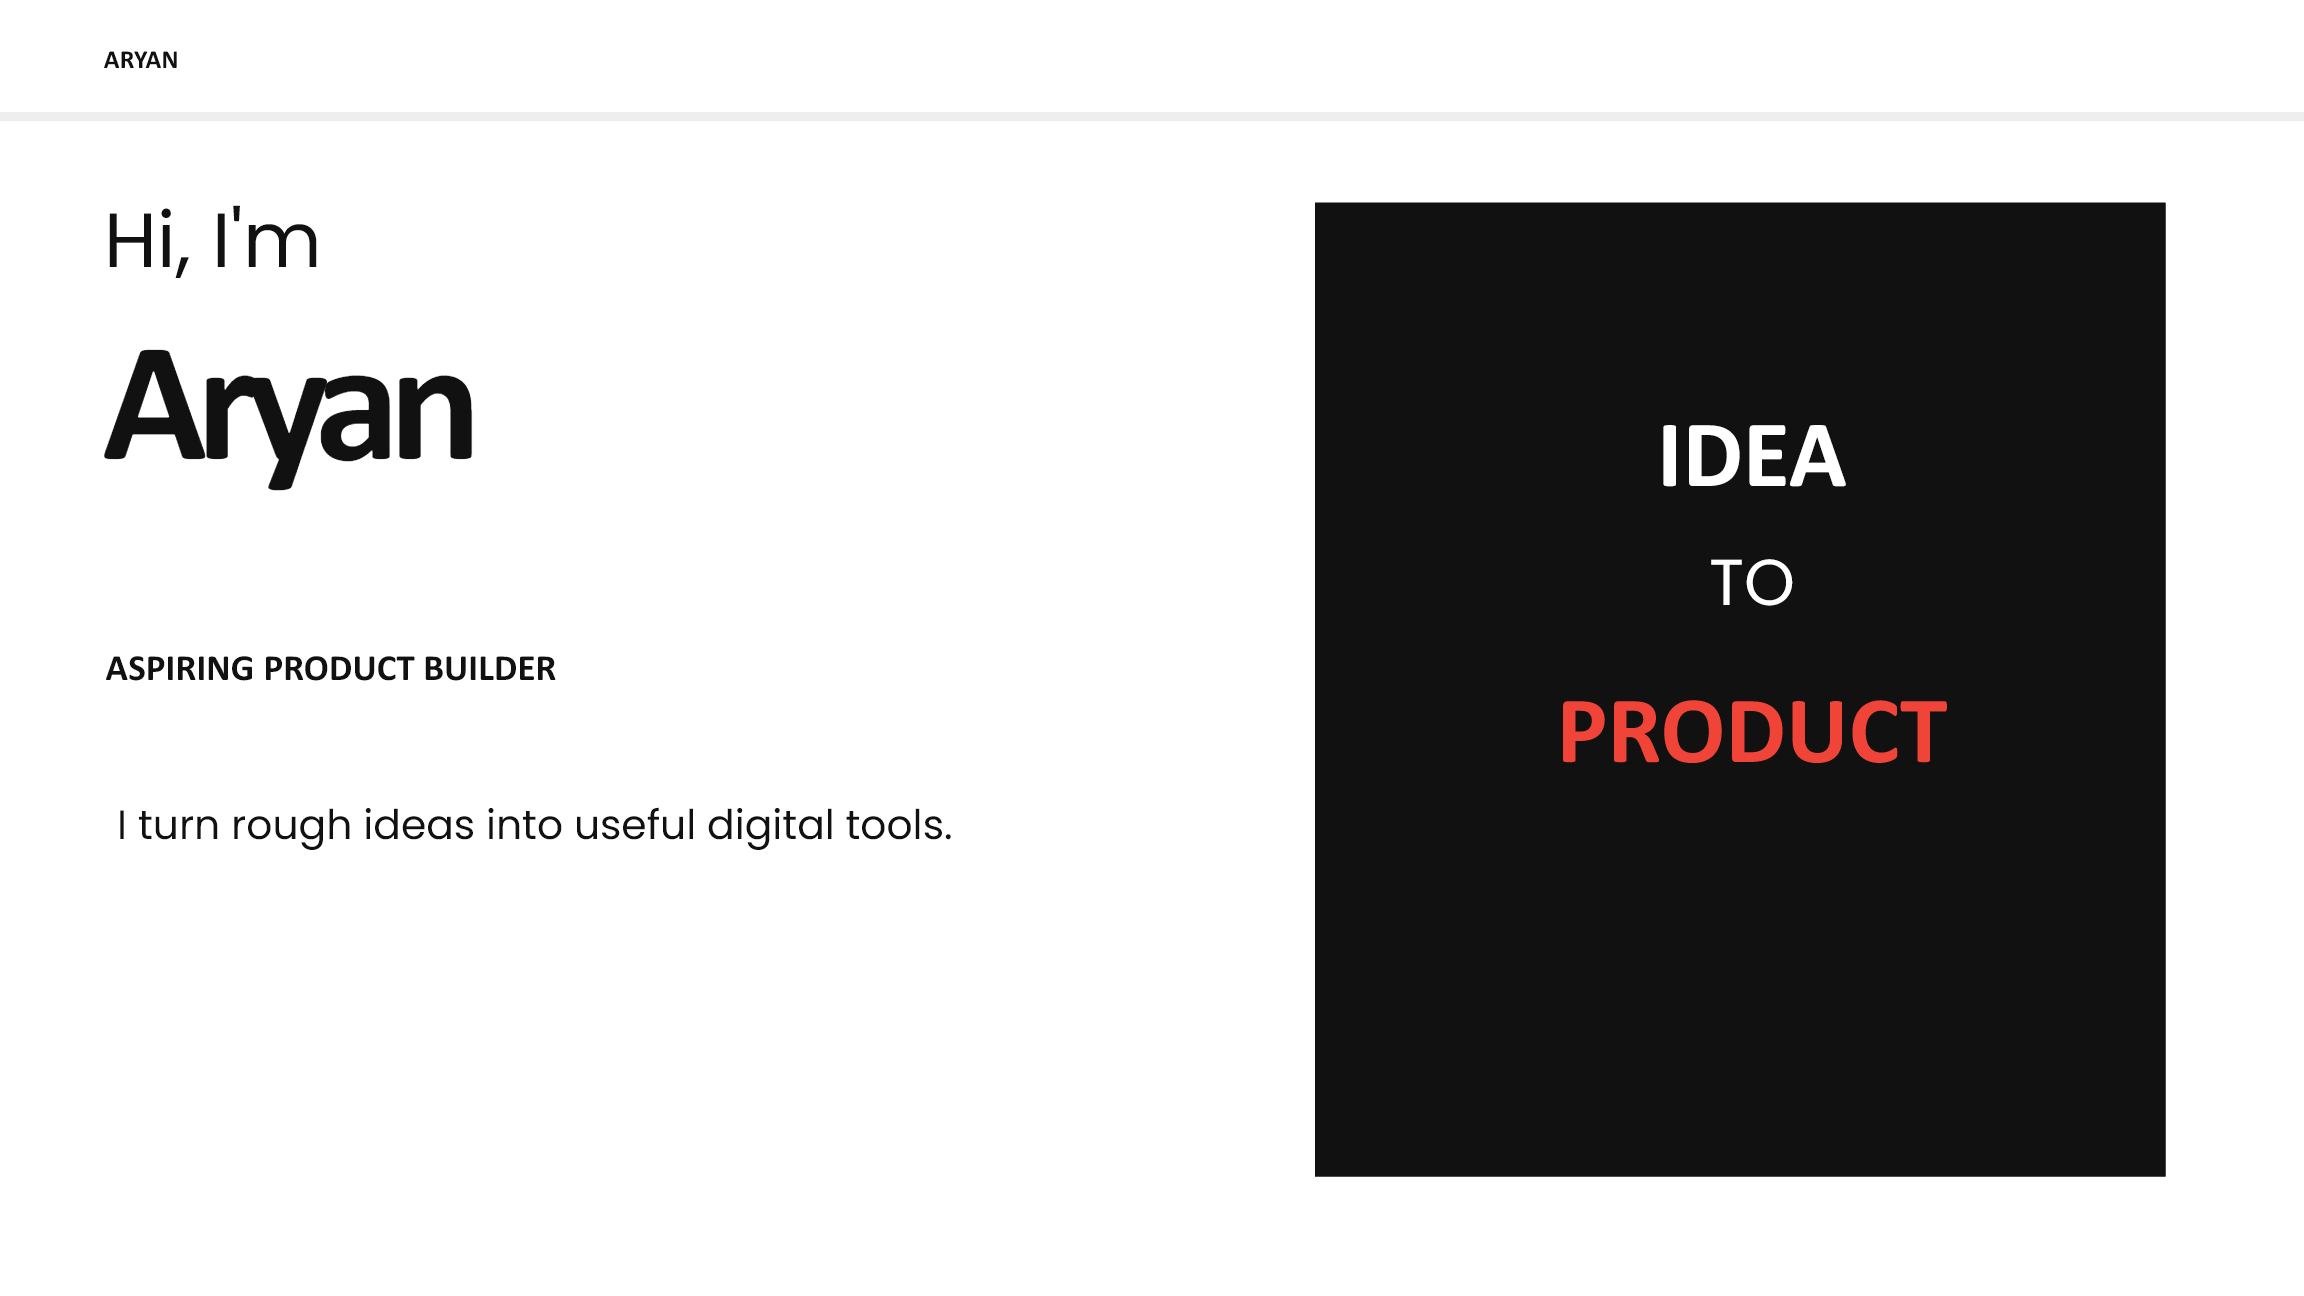 ARYAN
Hi, I'm
Aryan
ASPIRING PRODUCT BUILDER
I turn rough ideas into useful digital tools.
IDEA
TO
PRODUCT